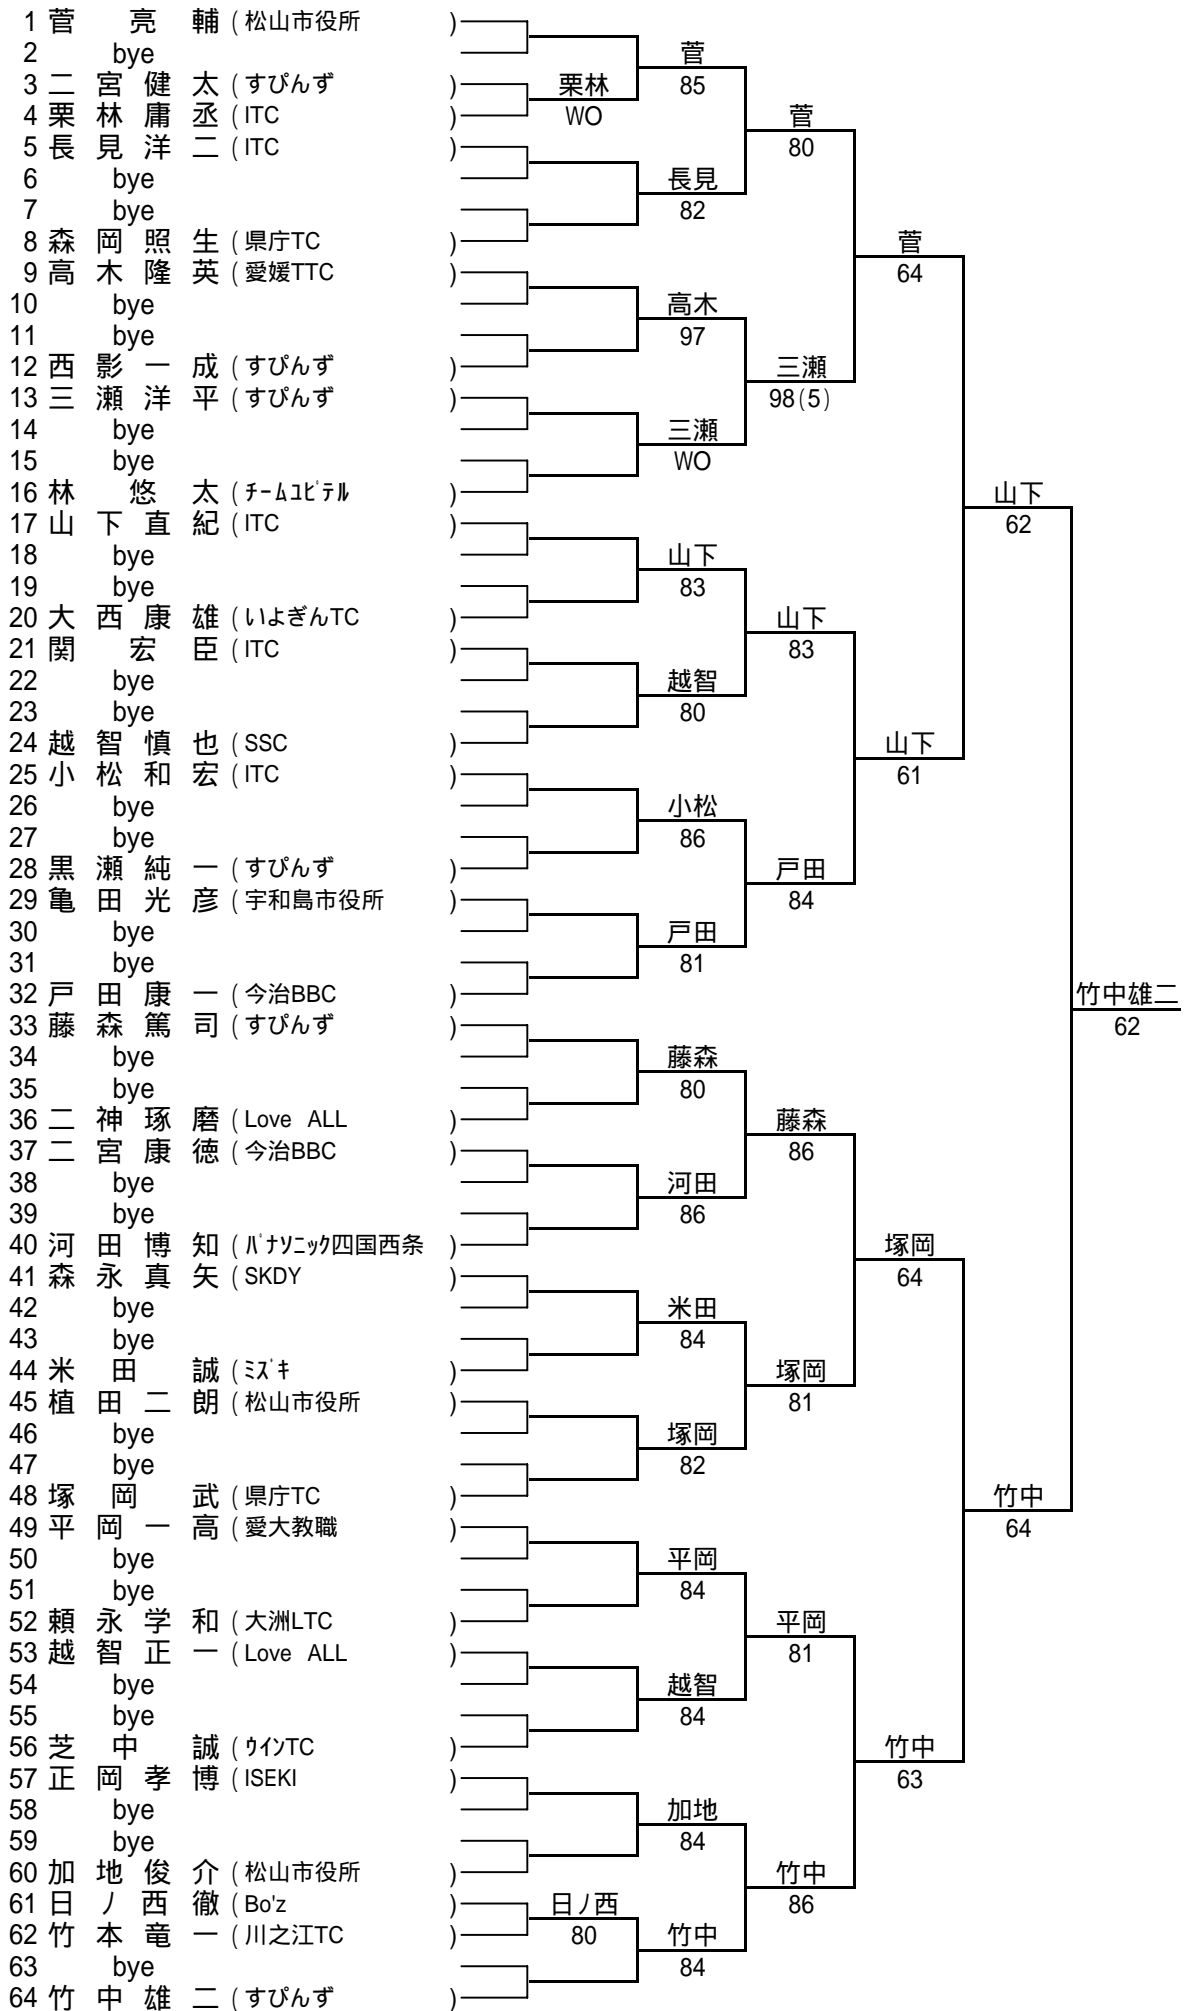 1 菅 亮 輔 ( 松山市役所 )
2 bye
菅
3 二 宮 健 太 ( すぴんず )
栗林
85
4 栗 林 庸 丞 ( ITC )
WO
菅
5 長 見 洋 二 ( ITC )
80
6 bye
長見
7 bye
82
8 森 岡 照 生 ( 県庁TC )
菅
9 高 木 隆 英 ( 愛媛TTC )
64
10 bye
高木
11 bye
97
12 西 影 一 成 ( すぴんず )
三瀬
13 三 瀬 洋 平 ( すぴんず )
98(5)
14 bye
三瀬
15 bye
WO
16 林 悠 太 ( チームユピテル )
山下
17 山 下 直 紀 ( ITC )
62
18 bye
山下
19 bye
83
20 大 西 康 雄 ( いよぎんTC )
山下
21 関 宏 臣 ( ITC )
83
22 bye
越智
23 bye
80
24 越 智 慎 也 ( SSC )
山下
25 小 松 和 宏 ( ITC )
61
26 bye
小松
27 bye
86
28 黒 瀬 純 一 ( すぴんず )
戸田
29 亀 田 光 彦 ( 宇和島市役所 )
84
30 bye
戸田
31 bye
81
32 戸 田 康 一 ( 今治BBC )
竹中雄二
33 藤 森 篤 司 ( すぴんず )
62
34 bye
藤森
35 bye
80
36 二 神 琢 磨 ( Love ALL )
藤森
37 二 宮 康 徳 ( 今治BBC )
86
38 bye
河田
39 bye
86
40 河 田 博 知 ( パナソニック四国西条 )
塚岡
41 森 永 真 矢 ( SKDY )
64
42 bye
米田
43 bye
84
44 米 田 誠 ( ミズキ )
塚岡
45 植 田 二 朗 ( 松山市役所 )
81
46 bye
塚岡
47 bye
82
48 塚 岡 武 ( 県庁TC )
竹中
49 平 岡 一 高 ( 愛大教職 )
64
50 bye
平岡
51 bye
84
52 頼 永 学 和 ( 大洲LTC )
平岡
53 越 智 正 一 ( Love ALL )
81
54 bye
越智
55 bye
84
56 芝 中 誠 ( ウインTC )
竹中
57 正 岡 孝 博 ( ISEKI )
63
58 bye
加地
59 bye
84
60 加 地 俊 介 ( 松山市役所 )
竹中
61 日 ノ 西 徹 ( Bo'z )
日ノ西
86
62 竹 本 竜 一 ( 川之江TC )
80
竹中
63 bye
84
64 竹 中 雄 二 ( すぴんず )